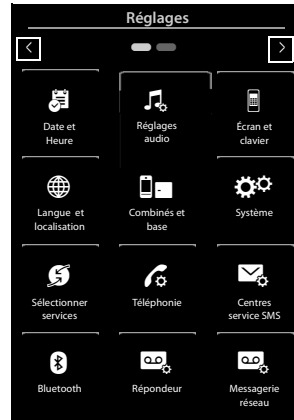 Réglages
Date et
Heure
Réglages
audio
Écran et
clavier
Langue et
localisation
Combinés et
base
Système
Sélectionner
services
Téléphonie
Centres
service SMS
Bluetooth
Répondeur
Messagerie
réseau